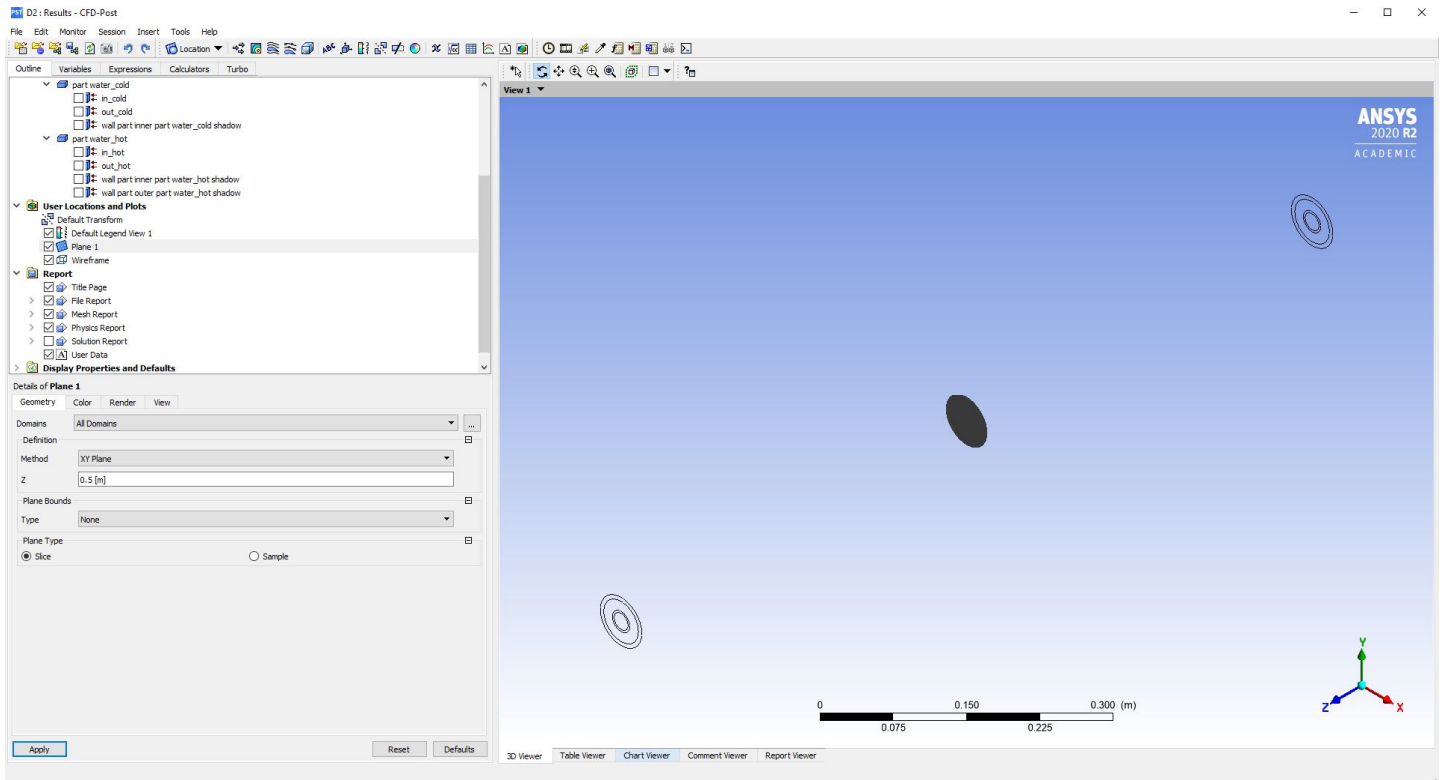 D2 : Results - CFD-Post
File Edit Monitor Session Insert Tools Help
Location
Outline Variables Expressions Calculators Turbo
part water_cold
in_cold
out_cold
wall part inner part water_cold shadow
part water_hot
in_hot
out_hot
wall part inner part water_hot shadow
wall part outer part water_hot shadow
User Locations and Plots
Default Transform
Default Legend View 1
Plane 1
Wireframe
Report
Title Page
File Report
Mesh Report
Physics Report
Solution Report
User Data
Display Properties and Defaults
Details of Plane 1
Geometry Color Render View
Domains All Domains ...
Definition
Method XY Plane
Z 0.5 [m]
Plane Bounds
Type None
Plane Type
Slice Sample
Apply Reset Defaults
View 1
ANSYS
2020 R2
ACADEMIC
Y
Z X
0 0.150 0.300 (m)
0.075 0.225
3D Viewer Table Viewer Chart Viewer Comment Viewer Report Viewer